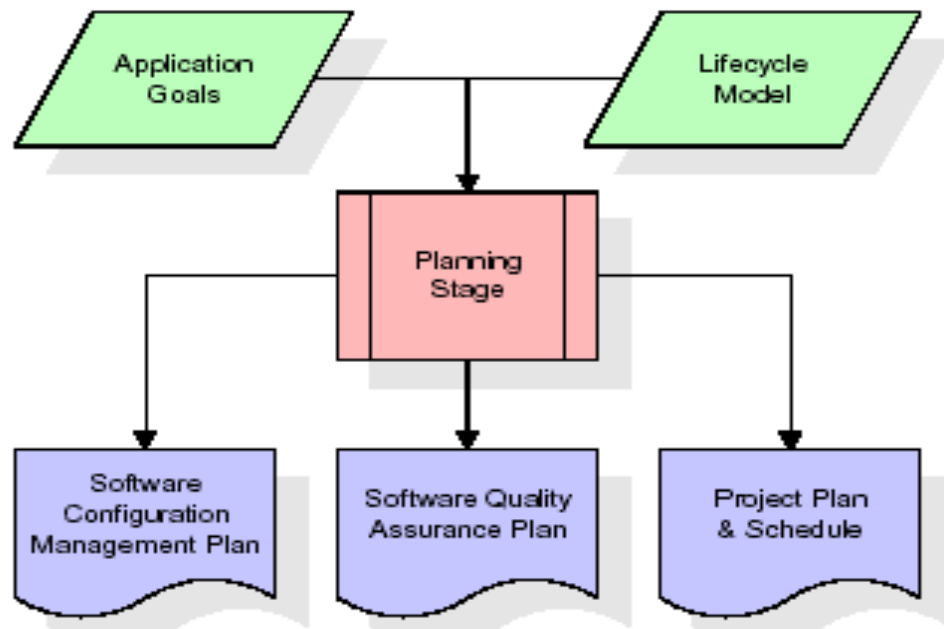 Application
Goals
Lifecycle
Model
Planning
Stage
Software
Configuration
Management Plan
Software Quality
Assurance Plan
Project Plan
& Schedule